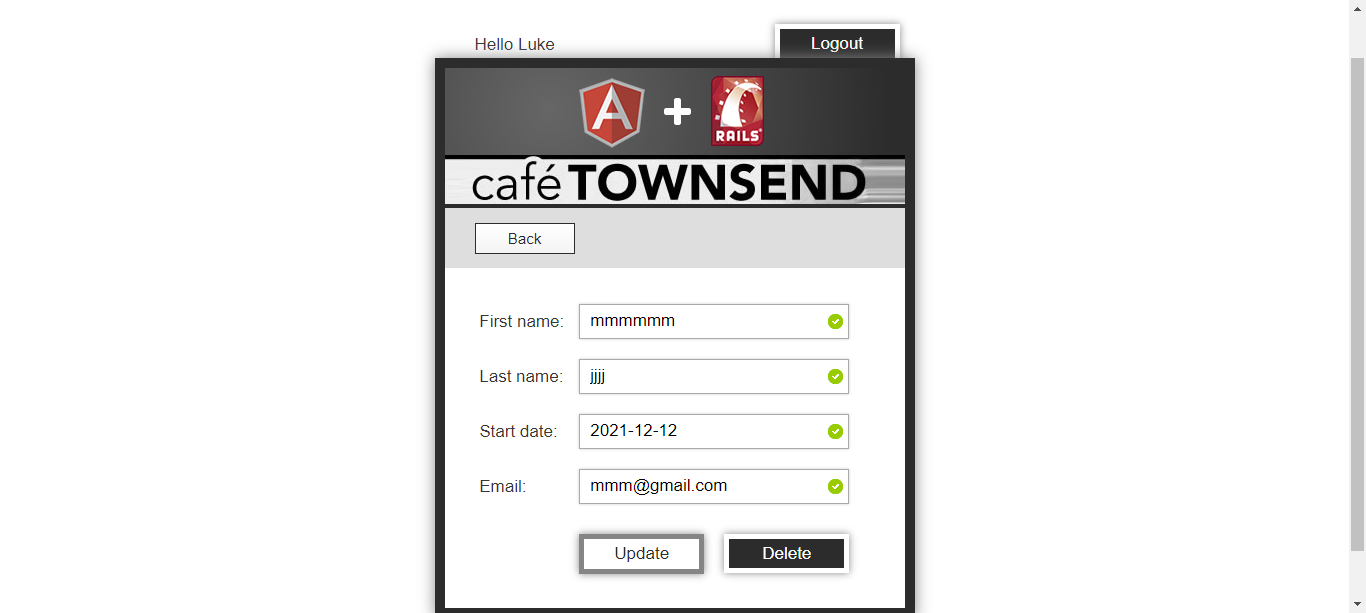 Hello Luke
Logout
A
RAILS
café TOWNSEND
Back
First name: mmmmmm
Last name: jjjj
Start date: 2021-12-12
Email: mmm@gmail.com
Update Delete